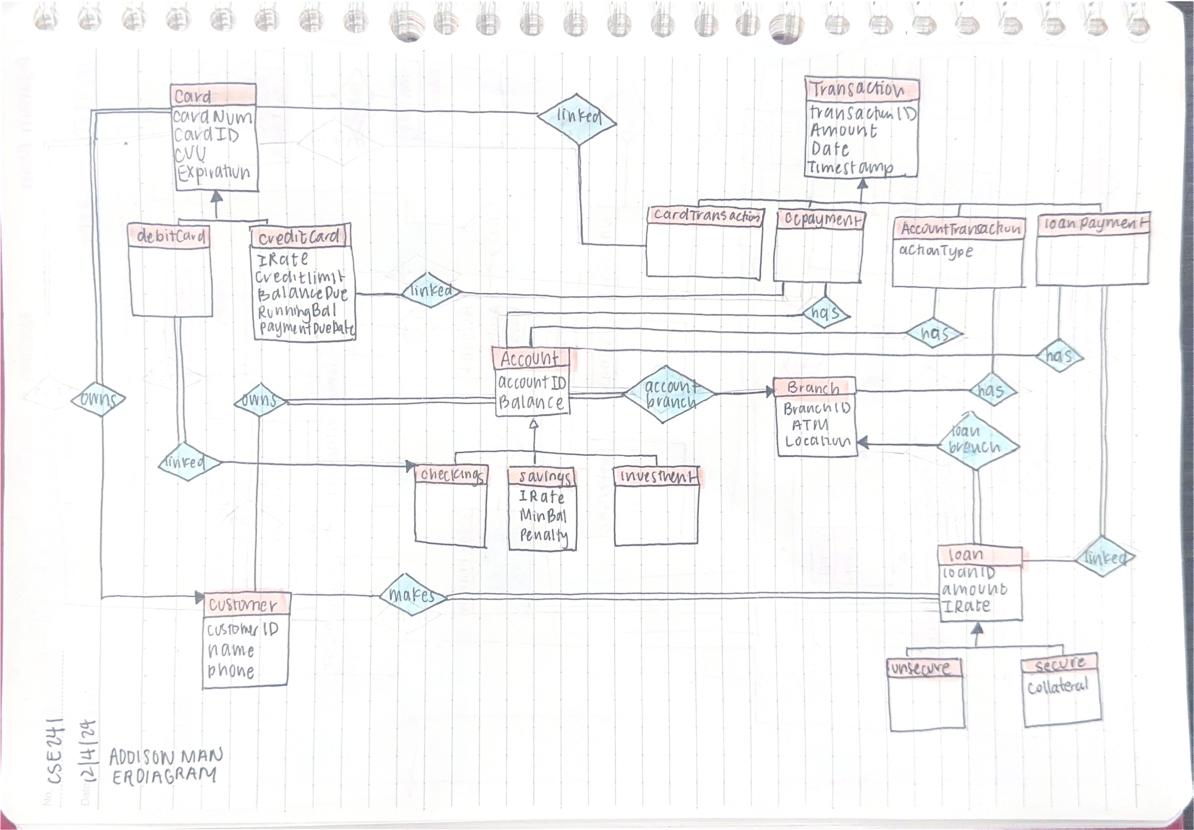 Card
CardNum
CardID
CVV
Expiration
linked
Transaction
TransactionID
Amount
Date
Timestamp
debitCard
creditCard
IRate
Creditlimit
BalanceDue
RunningBal
PaymentDueDate
linked
CardTransaction
ccpayment
AccountTransaction
actionType
loanpayment
has
has
has
Account
accountID
Balance
account
branch
Branch
BranchID
ATM
Location
has
loan
branch
owns
owns
linked
checkings
savings
IRate
MinBal
Penalty
investment
customer
customerID
name
phone
makes
loan
loanID
amount
IRate
linked
unsecure
secure
collateral
CSE241
12/4/24
ADDISON MAN
ERDIAGRAM